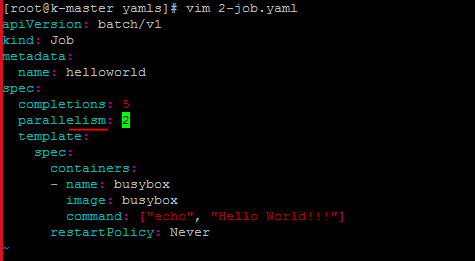 [root@k-master yamls]# vim 2-job.yaml
apiVersion: batch/v1
kind: Job
metadata:
  name: helloworld
spec:
  completions: 5
  parallelism: 2
  template:
    spec:
      containers:
      - name: busybox
        image: busybox
        command: ["echo", "Hello World!!!"]
      restartPolicy: Never
~